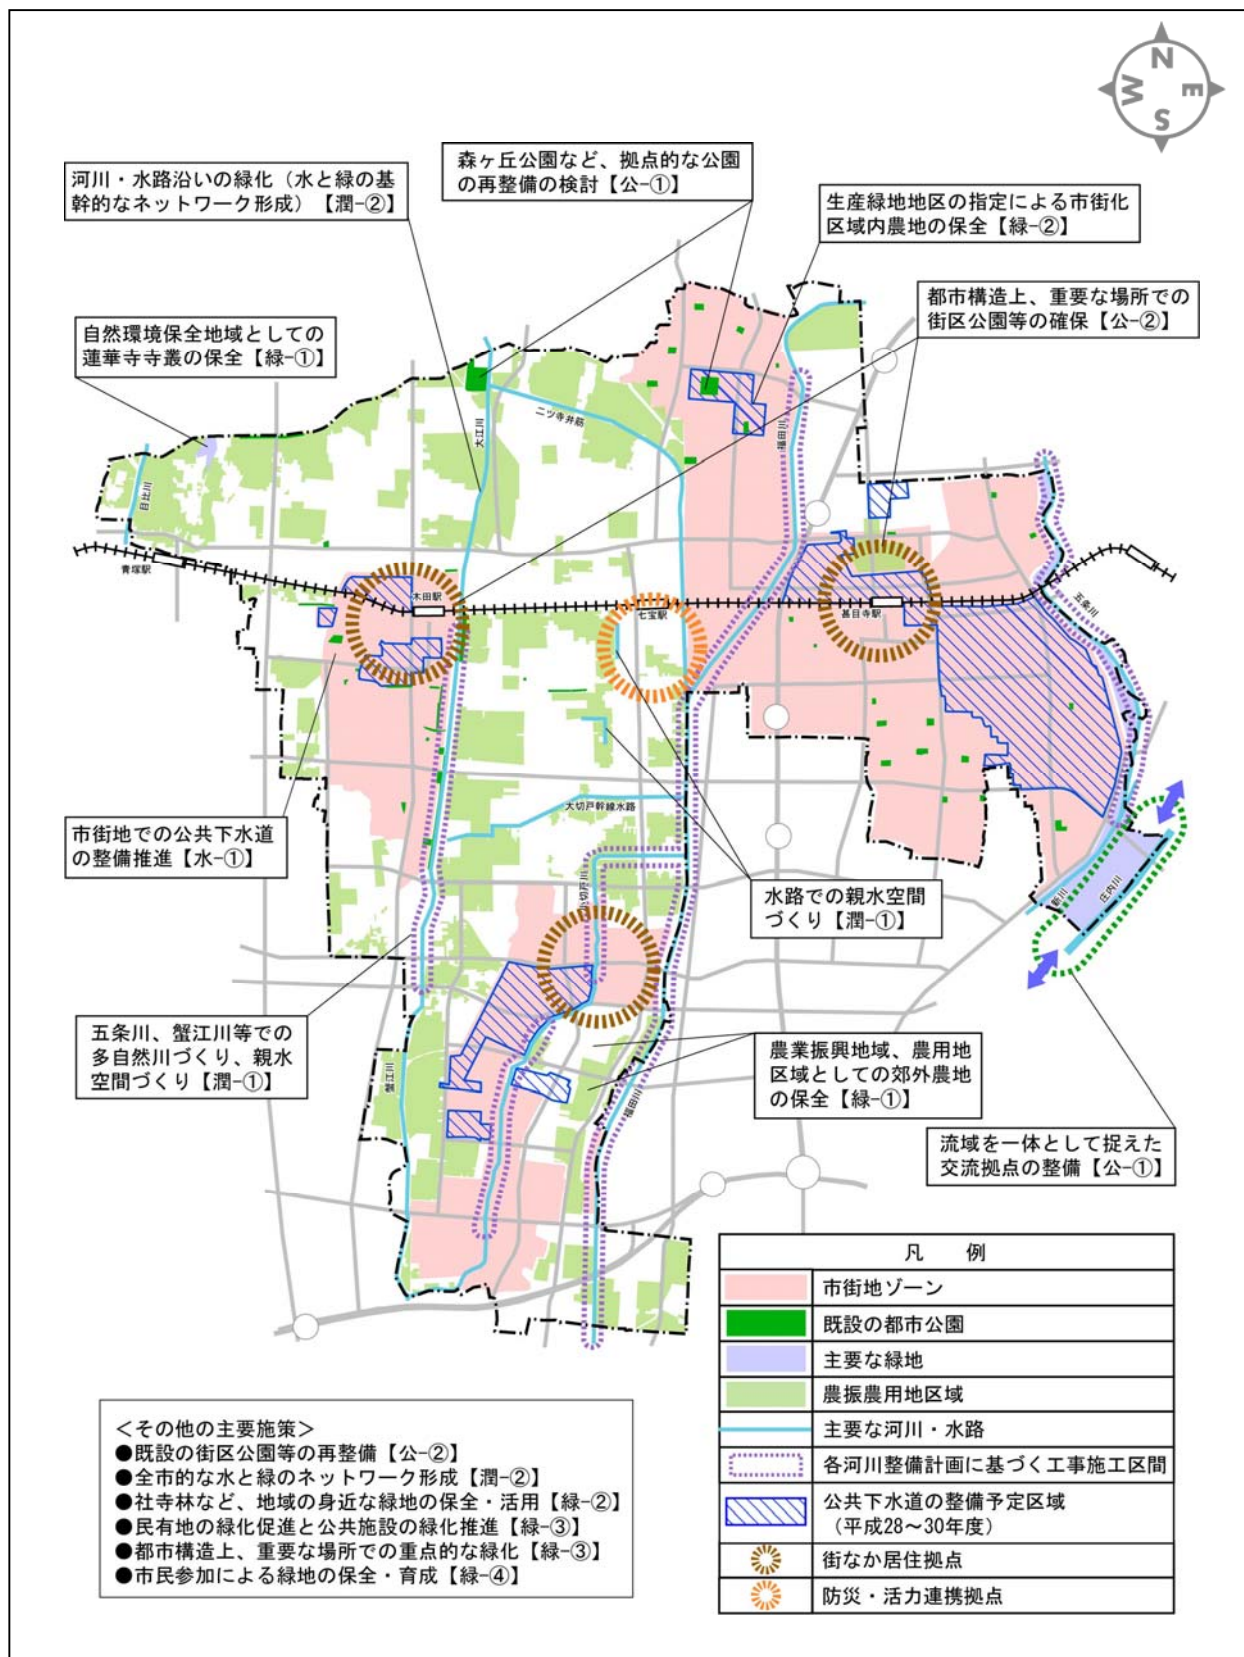 N
W
E
S
森ヶ丘公園など、拠点的な公園
の再整備の検討【公-①】
河川・水路沿いの緑化（水と緑の基
幹的なネットワーク形成）【潤-②】
生産緑地地区の指定による市街化
区域内農地の保全【緑-②】
都市構造上、重要な場所での
街区公園等の確保【公-②】
自然環境保全地域としての
蓮華寺寺叢の保全【緑-①】
大江川
二ツ寺井筋
福田川
目比川
青塚駅
木田駅
七宝駅
甚目寺駅
五条川
大切戸幹線水路
市街地での公共下水道
の整備推進【水-①】
小切戸川
水路での親水空間
づくり【潤-①】
新川
庄内川
五条川、蟹江川等での
多自然川づくり、親水
空間づくり【潤-①】
蟹江川
福田川
農業振興地域、農用地
区域としての郊外農地
の保全【緑-①】
流域を一体として捉えた
交流拠点の整備【公-①】
凡　例
市街地ゾーン
既設の都市公園
主要な緑地
農振農用地区域
主要な河川・水路
各河川整備計画に基づく工事施工区間
公共下水道の整備予定区域
（平成28～30年度）
街なか居住拠点
防災・活力連携拠点
＜その他の主要施策＞
●既設の街区公園等の再整備【公-②】
●全市的な水と緑のネットワーク形成【潤-②】
●社寺林など、地域の身近な緑地の保全・活用【緑-②】
●民有地の緑化促進と公共施設の緑化推進【緑-③】
●都市構造上、重要な場所での重点的な緑化【緑-③】
●市民参加による緑地の保全・育成【緑-④】